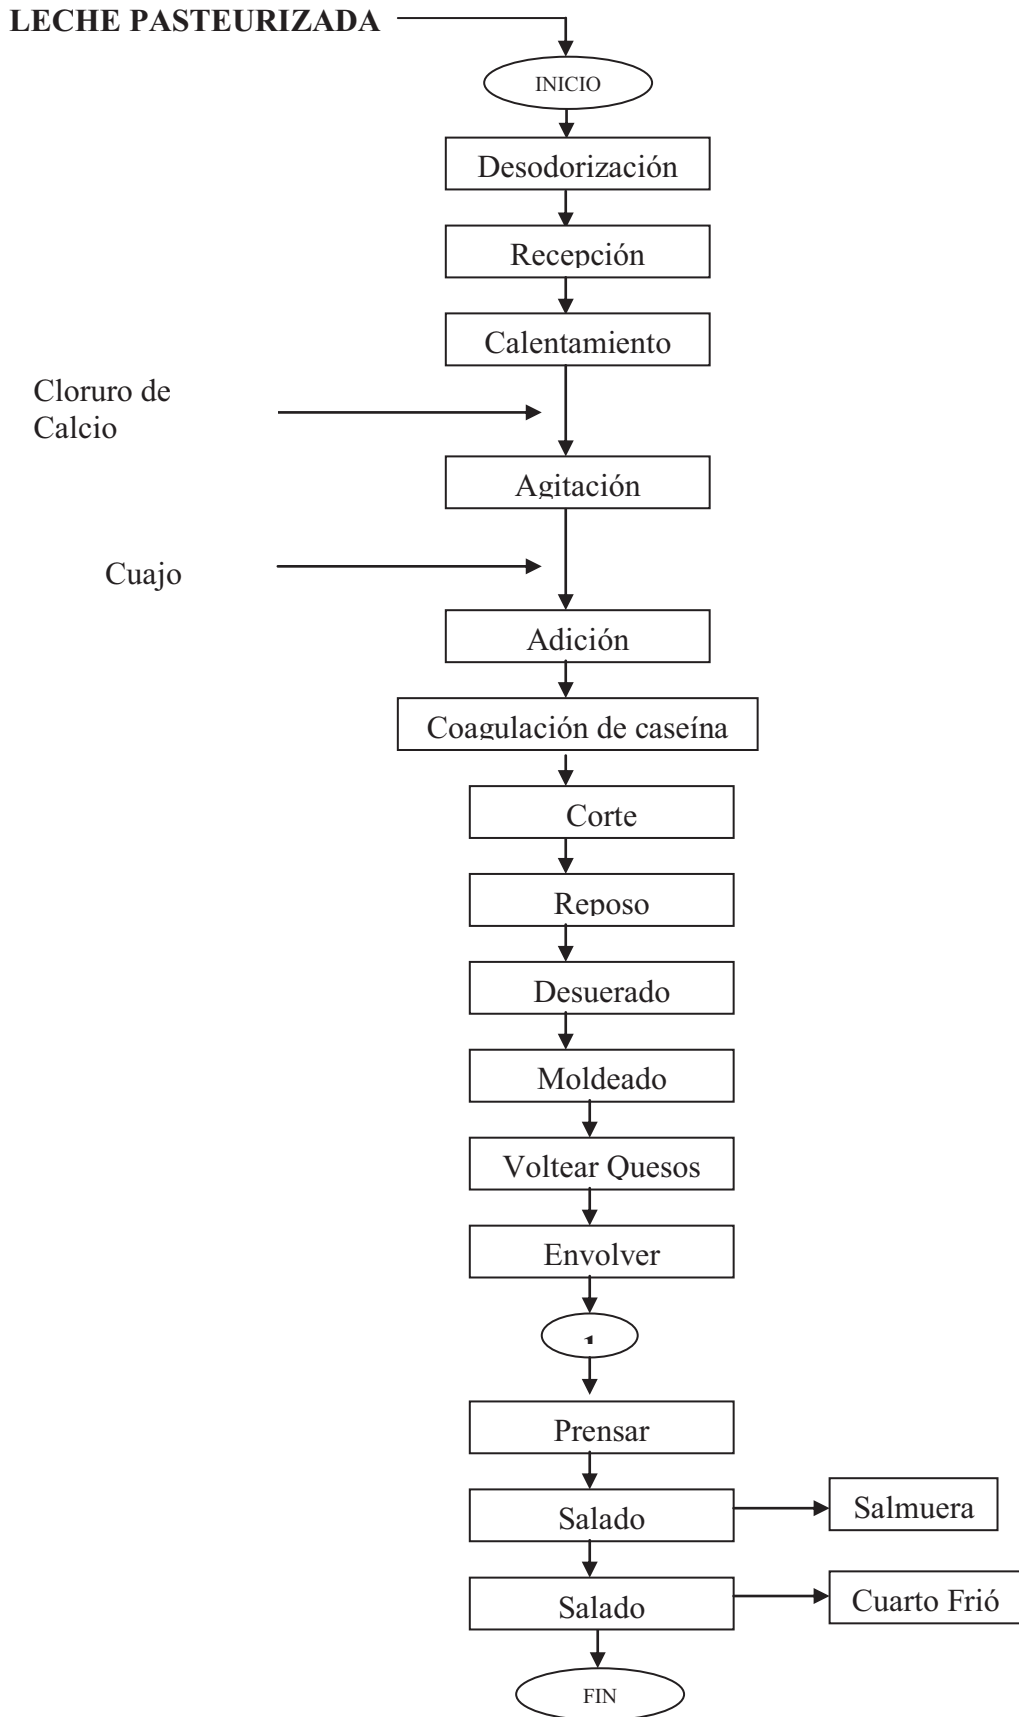 LECHE PASTEURIZADA
INICIO
Desodorización
Recepción
Calentamiento
Cloruro de
Calcio
Agitación
Cuajo
Adición
Coagulación de caseína
Corte
Reposo
Desuerado
Moldeado
Voltear Quesos
Envolver
1
Prensar
Salado
Salmuera
Salado
Cuarto Frió
FIN